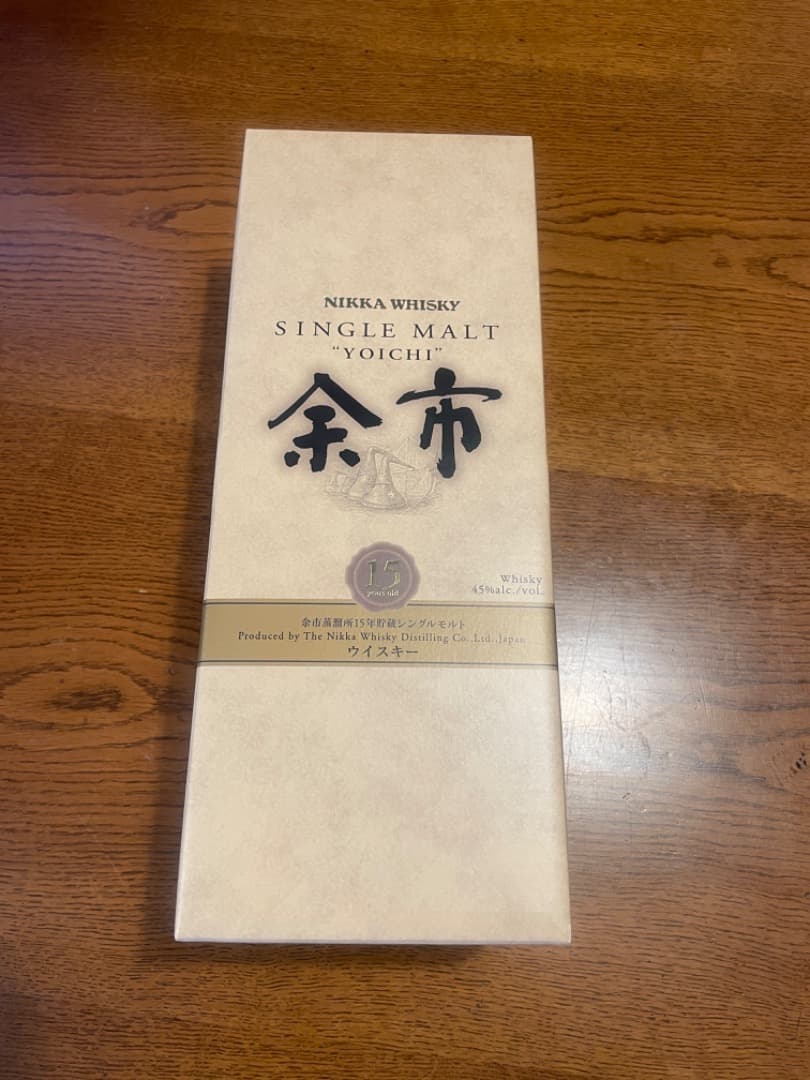 NIKKA WHISKY
SINGLE MALT
“YOICHI”
余市
15
years old
Whisky
45%alc./vol.
余市蒸溜所15年貯蔵シングルモルト
Produced by The Nikka Whisky Distilling Co.,Ltd.,Japan
ウイスキー